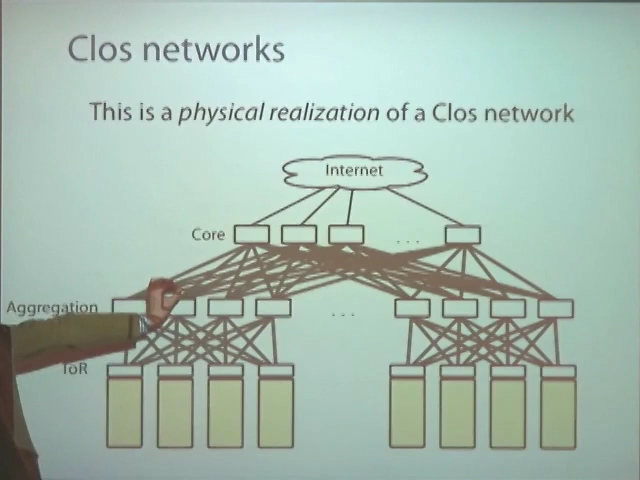 Clos networks
This is a physical realization of a Clos network
Internet
Core
. . .
Aggregation
. . .
ToR